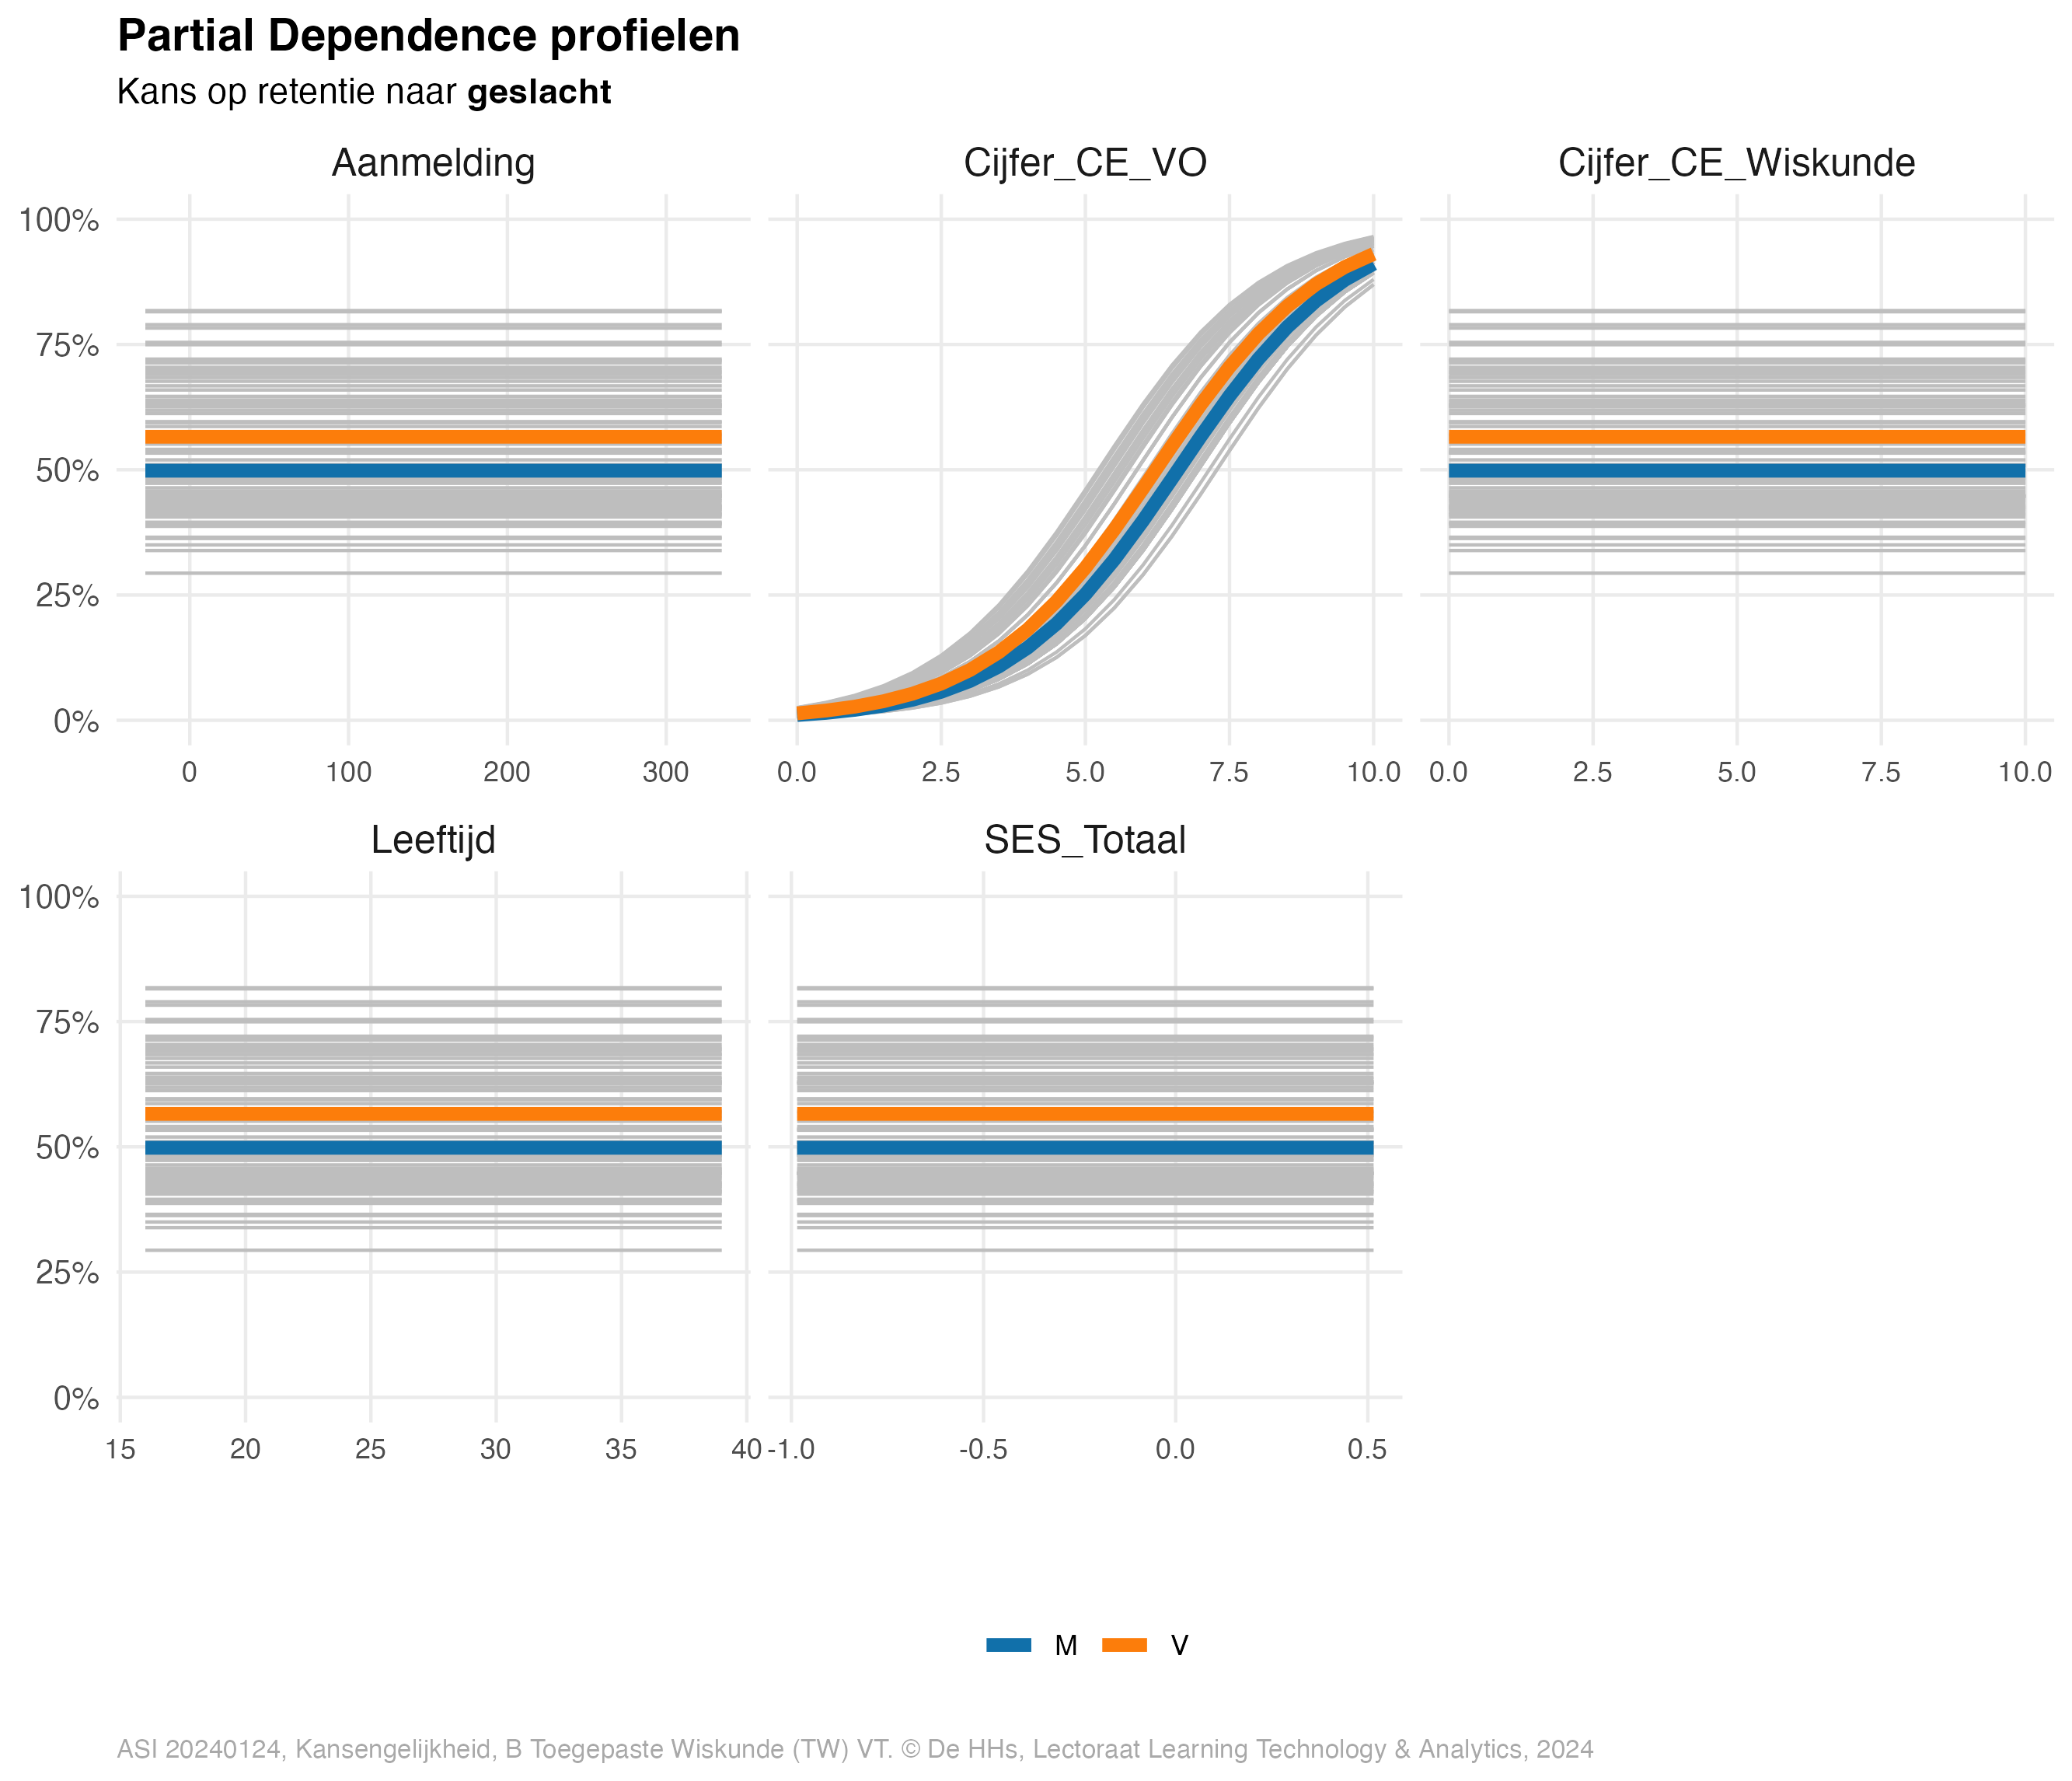 Partial Dependence profielen
Kans op retentie naar geslacht
Aanmelding
Cijfer_CE_VO
Cijfer_CE_Wiskunde
100%
75%
50%
25%
0%
0 100 200 300
0.0 2.5 5.0 7.5 10.0
0.0 2.5 5.0 7.5 10.0
Leeftijd
SES_Totaal
100%
75%
50%
25%
0%
15 20 25 30 35 40
-1.0 -0.5 0.0 0.5
M V
ASI 20240124, Kansengelijkheid, B Toegepaste Wiskunde (TW) VT. © De HHs, Lectoraat Learning Technology & Analytics, 2024